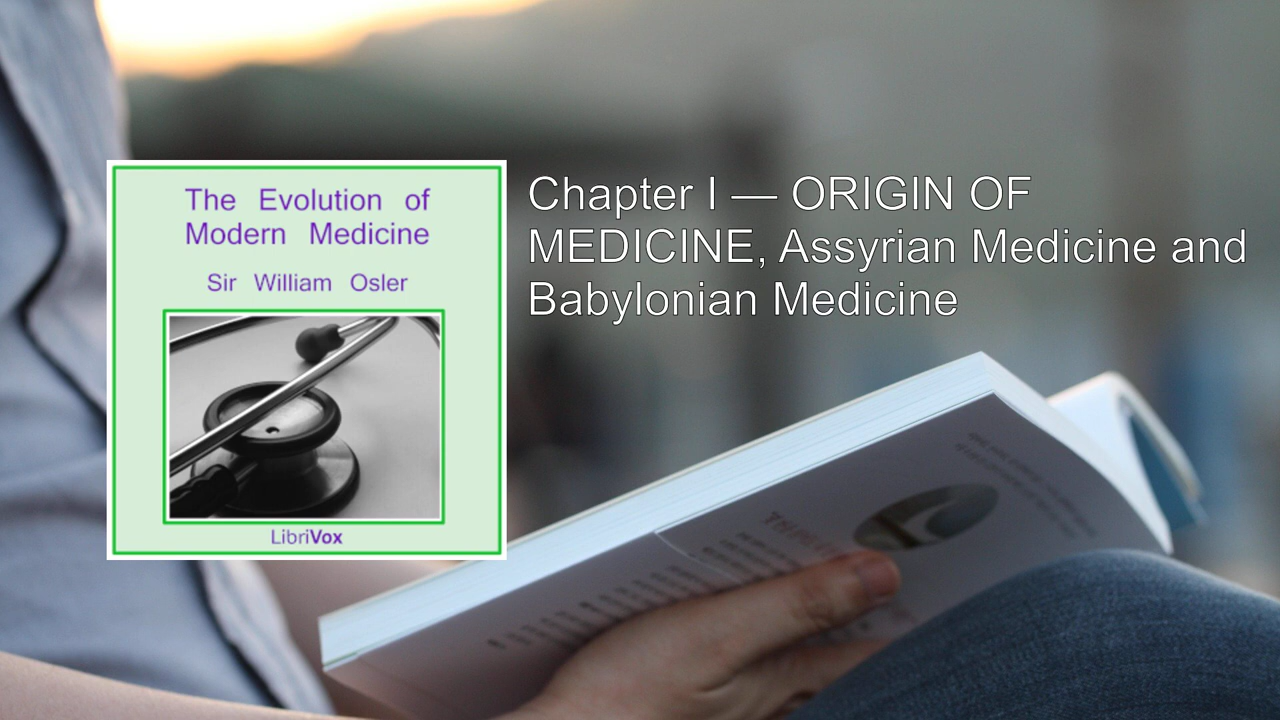 The Evolution of
Modern Medicine
Sir William Osler
LibriVox
Chapter I — ORIGIN OF
MEDICINE, Assyrian Medicine and
Babylonian Medicine